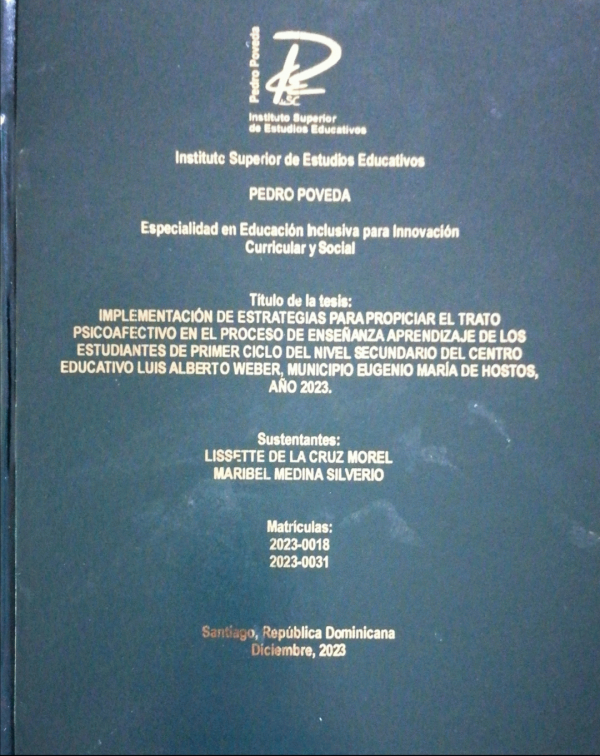 Pedro Poveda
ISESC
Instituto Superior
de Estudios Educativos
Instituto Superior de Estudios Educativos
PEDRO POVEDA
Especialidad en Educación Inclusiva para Innovación
Curricular y Social
Título de la tesis:
IMPLEMENTACIÓN DE ESTRATEGIAS PARA PROPICIAR EL TRATO
PSICOAFECTIVO EN EL PROCESO DE ENSEÑANZA APRENDIZAJE DE LOS
ESTUDIANTES DE PRIMER CICLO DEL NIVEL SECUNDARIO DEL CENTRO
EDUCATIVO LUIS ALBERTO WEBER, MUNICIPIO EUGENIO MARÍA DE HOSTOS,
AÑO 2023.
Sustentantes:
LISSETTE DE LA CRUZ MOREL
MARIBEL MEDINA SILVERIO
Matrículas:
2023-0018
2023-0031
Santiago, República Dominicana
Diciembre, 2023